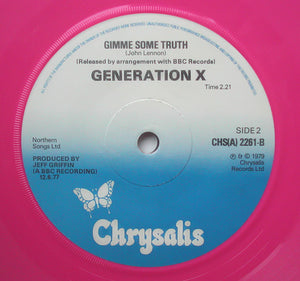 GIMME SOME TRUTH
(John Lennon)
(Released by arrangement with BBC Records)
GENERATION X
Time 2.21
Northern
Songs Ltd
SIDE 2
CHS(A) 2261-B
PRODUCED BY
JEFF GRIFFIN
(A BBC RECORDING)
12.6.77
℗ & © 1979
Chrysalis
Records Ltd
Chrysalis